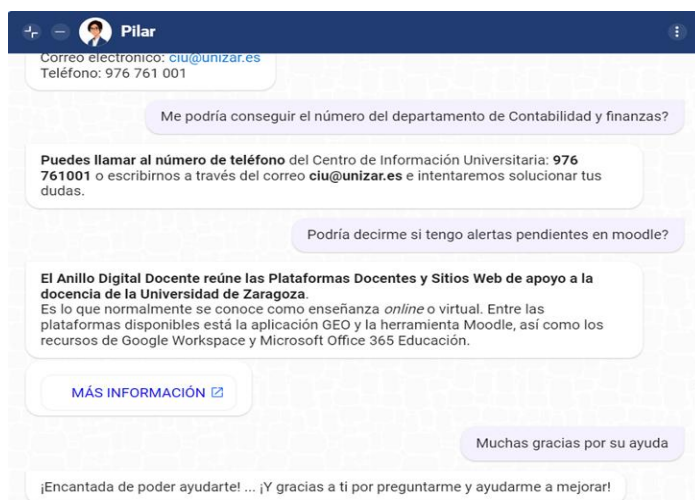 Pilar
Correo electrónico: ciu@unizar.es
Teléfono: 976 761 001
Me podría conseguir el número del departamento de Contabilidad y finanzas?
Puedes llamar al número de teléfono del Centro de Información Universitaria: 976
761001 o escribirnos a través del correo ciu@unizar.es e intentaremos solucionar tus
dudas.
Podría decirme si tengo alertas pendientes en moodle?
El Anillo Digital Docente reúne las Plataformas Docentes y Sitios Web de apoyo a la
docencia de la Universidad de Zaragoza.
Es lo que normalmente se conoce como enseñanza online o virtual. Entre las
plataformas disponibles está la aplicación GEO y la herramienta Moodle, así como los
recursos de Google Workspace y Microsoft Office 365 Educación.
MÁS INFORMACIÓN
Muchas gracias por su ayuda
¡Encantada de poder ayudarte! ... ¡Y gracias a ti por preguntarme y ayudarme a mejorar!